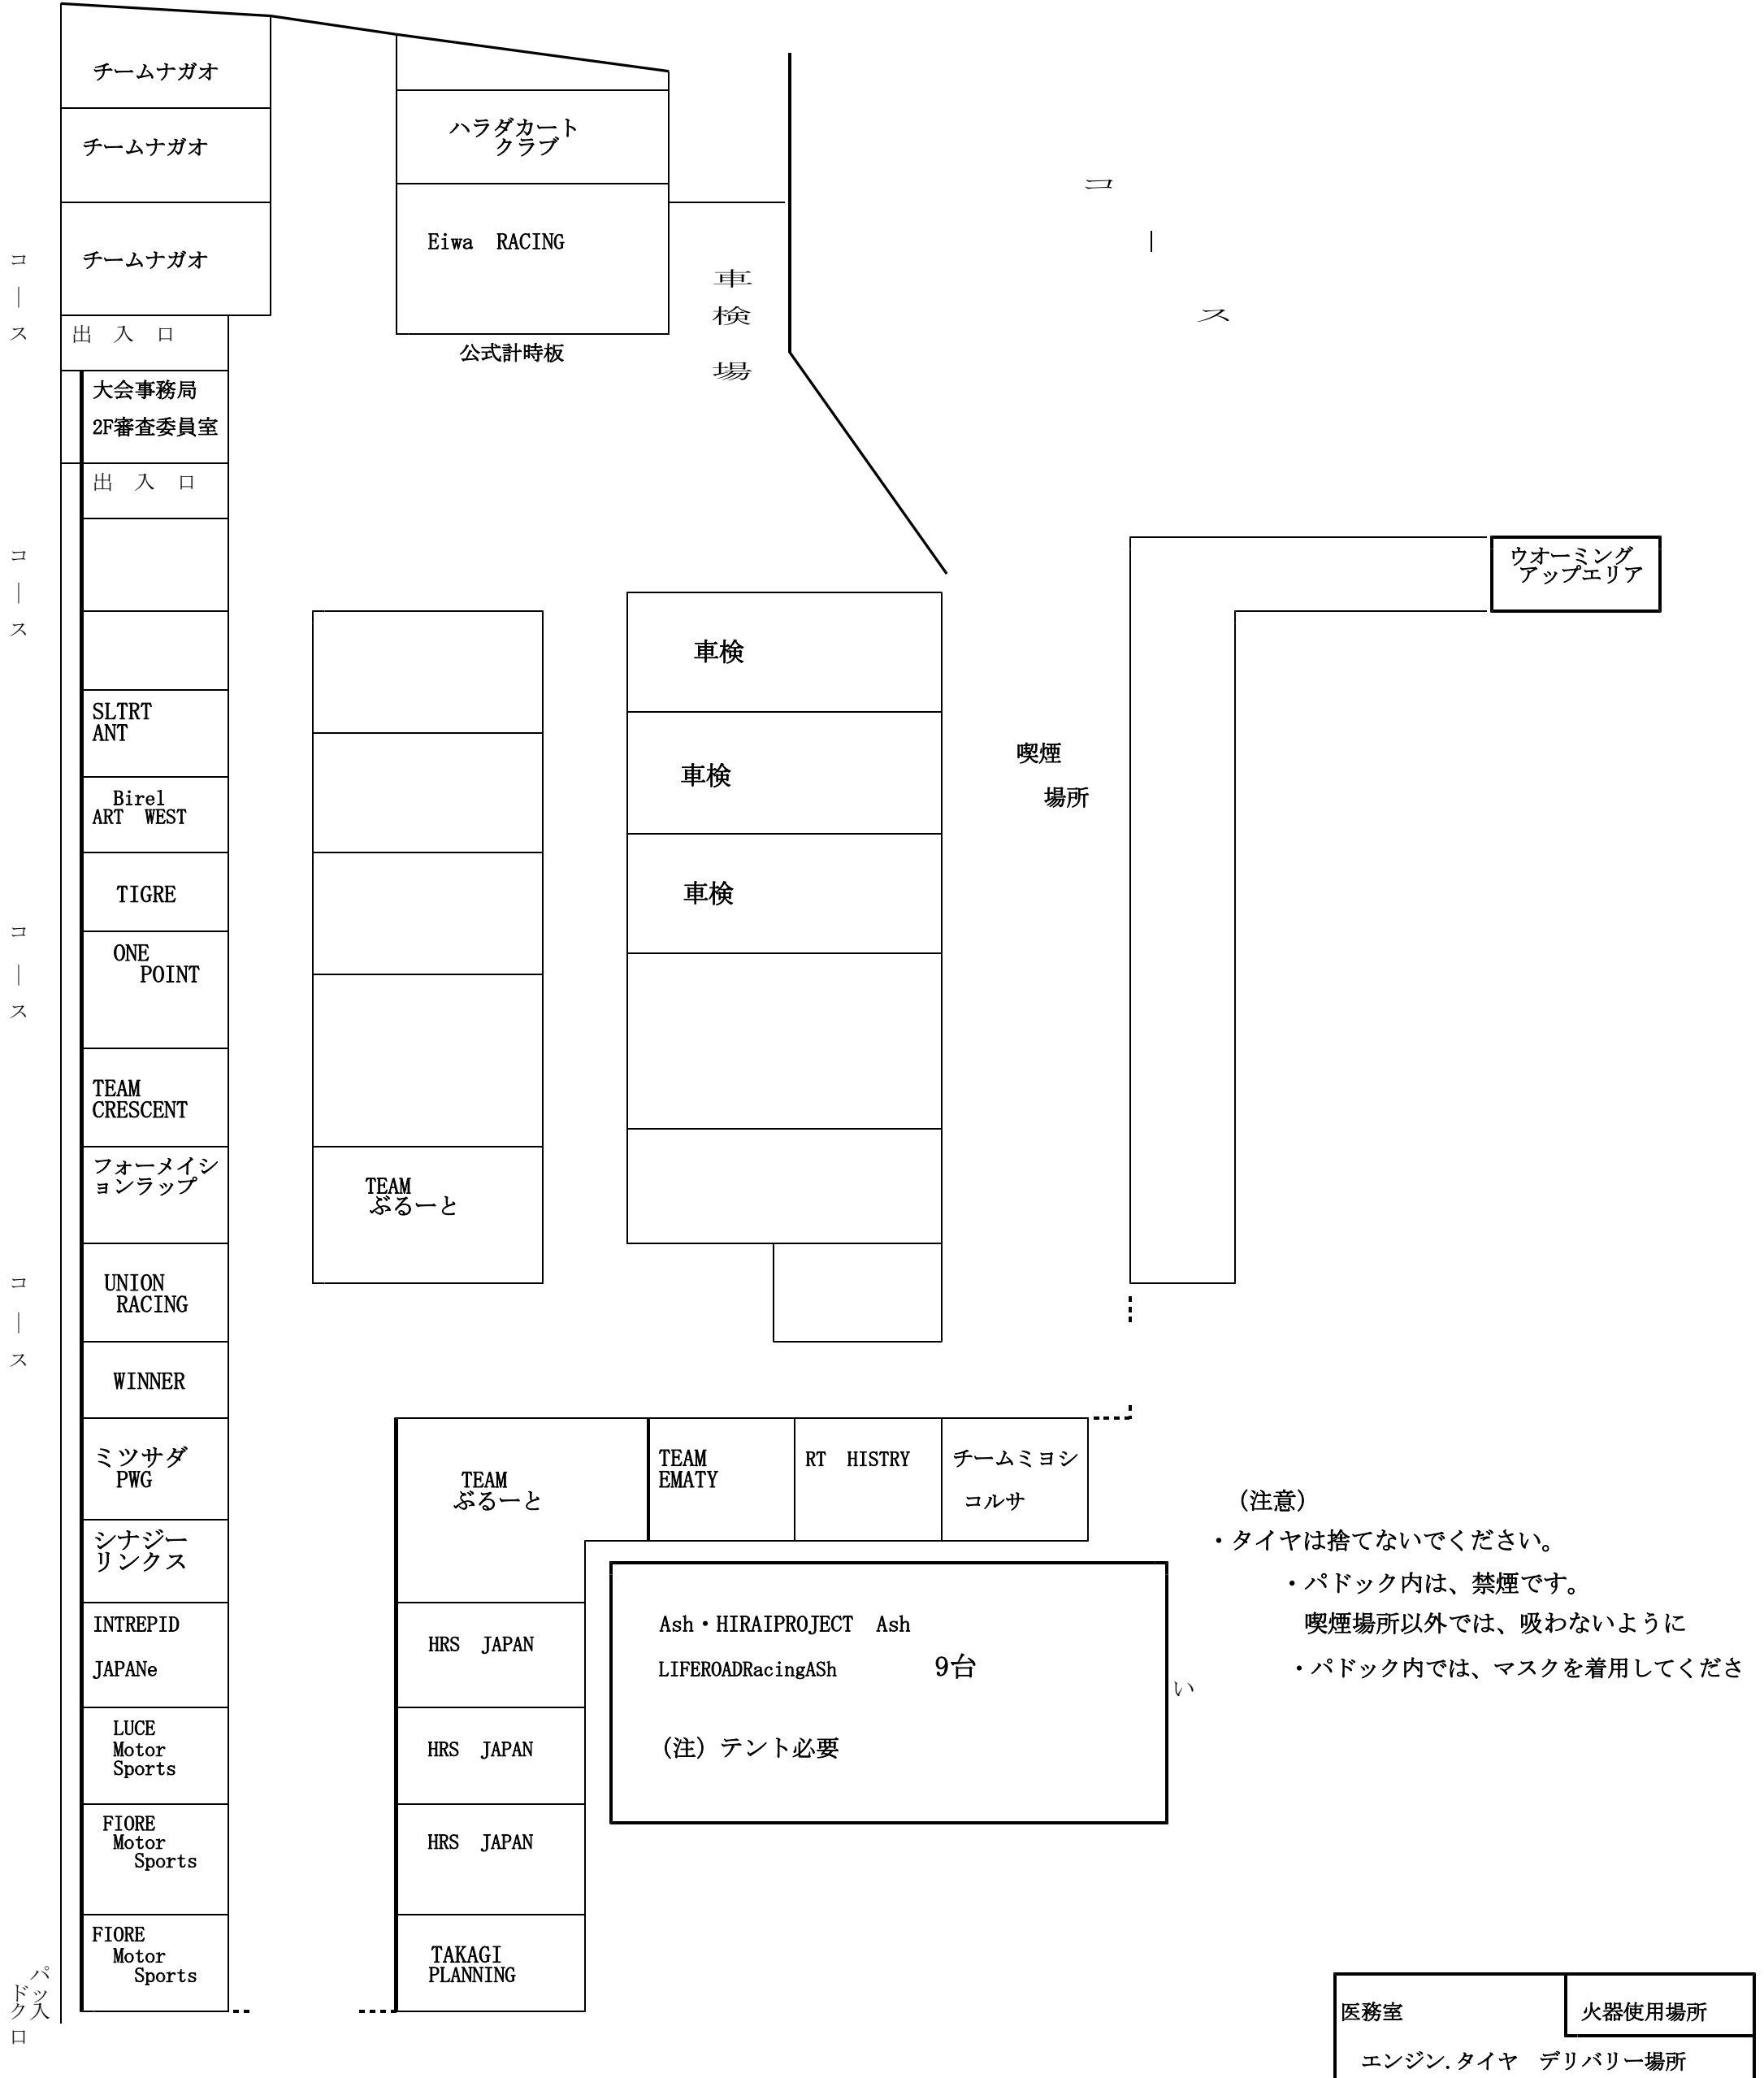 チームナガオ
チームナガオ
チームナガオ
ハラダカート
クラブ
Eiwa RACING
公式計時板
車
検
場
コ
ー
ス
コ
ー
ス
出 入 口
大会事務局
2F審査委員室
出 入 口
コ
ー
ス
SLTRT
ANT
Birel
ART WEST
TIGRE
コ
ー
ス
ONE
POINT
TEAM
CRESCENT
フォーメイシ
ョンラップ
コ
ー
ス
UNION
RACING
WINNER
ミツサダ
PWG
シナジー
リンクス
INTREPID
JAPANe
LUCE
Motor
Sports
FIORE
Motor
Sports
FIORE
Motor
Sports
パ
ドッ
ク入
口
TEAM
ぶるーと
車検
車検
車検
喫煙
場所
ウオーミング
アップエリア
TEAM
ぶるーと
TEAM
EMATY
RT HISTRY
チームミヨシ
コルサ
HRS JAPAN
HRS JAPAN
HRS JAPAN
TAKAGI
PLANNING
Ash・HIRAIPROJECT Ash
LIFEROADRacingASh 9台
(注) テント必要
(注意)
・タイヤは捨てないでください。
・パドック内は、禁煙です。
喫煙場所以外では、吸わないように
・パドック内では、マスクを着用してくださ
い
医務室
火器使用場所
エンジン.タイヤ デリバリー場所